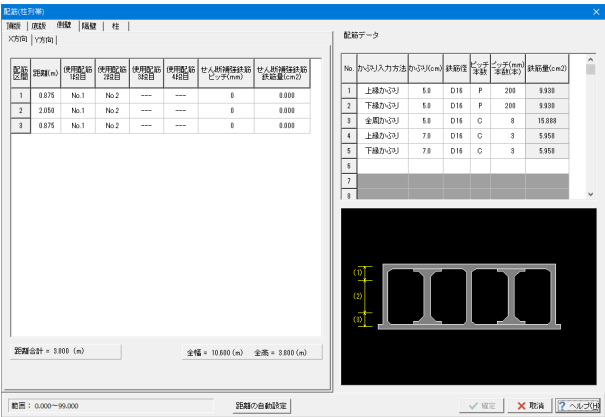 配筋(柱列帯)
頂版 底版 側壁 隔壁 柱
X方向 Y方向
配筋区間 距離(m) 使用配筋1段目 使用配筋2段目 使用配筋3段目 使用配筋4段目 せん断補強鉄筋ピッチ(mm) せん断補強鉄筋鉄筋量(cm2)
1 0.875 No.1 No.2 --- --- 0 0.000
2 2.050 No.1 No.2 --- --- 0 0.000
3 0.875 No.1 No.2 --- --- 0 0.000
距離合計 = 3.800 (m)
全幅 = 10.600 (m) 全高 = 3.800 (m)
配筋データ
No. かぶり入力方法 かぶり(cm) 鉄筋径 ピッチ本数 ピッチ(mm)本数(本) 鉄筋量(cm2)
1 上縁かぶり 5.0 D16 P 200 9.930
2 下縁かぶり 5.0 D16 P 200 9.930
3 全周かぶり 5.0 D16 C 8 15.888
4 上縁かぶり 7.0 D16 C 3 5.958
5 下縁かぶり 7.0 D16 C 3 5.958
6
7
8
(1)
(2)
(3)
範囲 : 0.000～99.000
距離の自動設定
確定
取消
? ヘルプ(H)